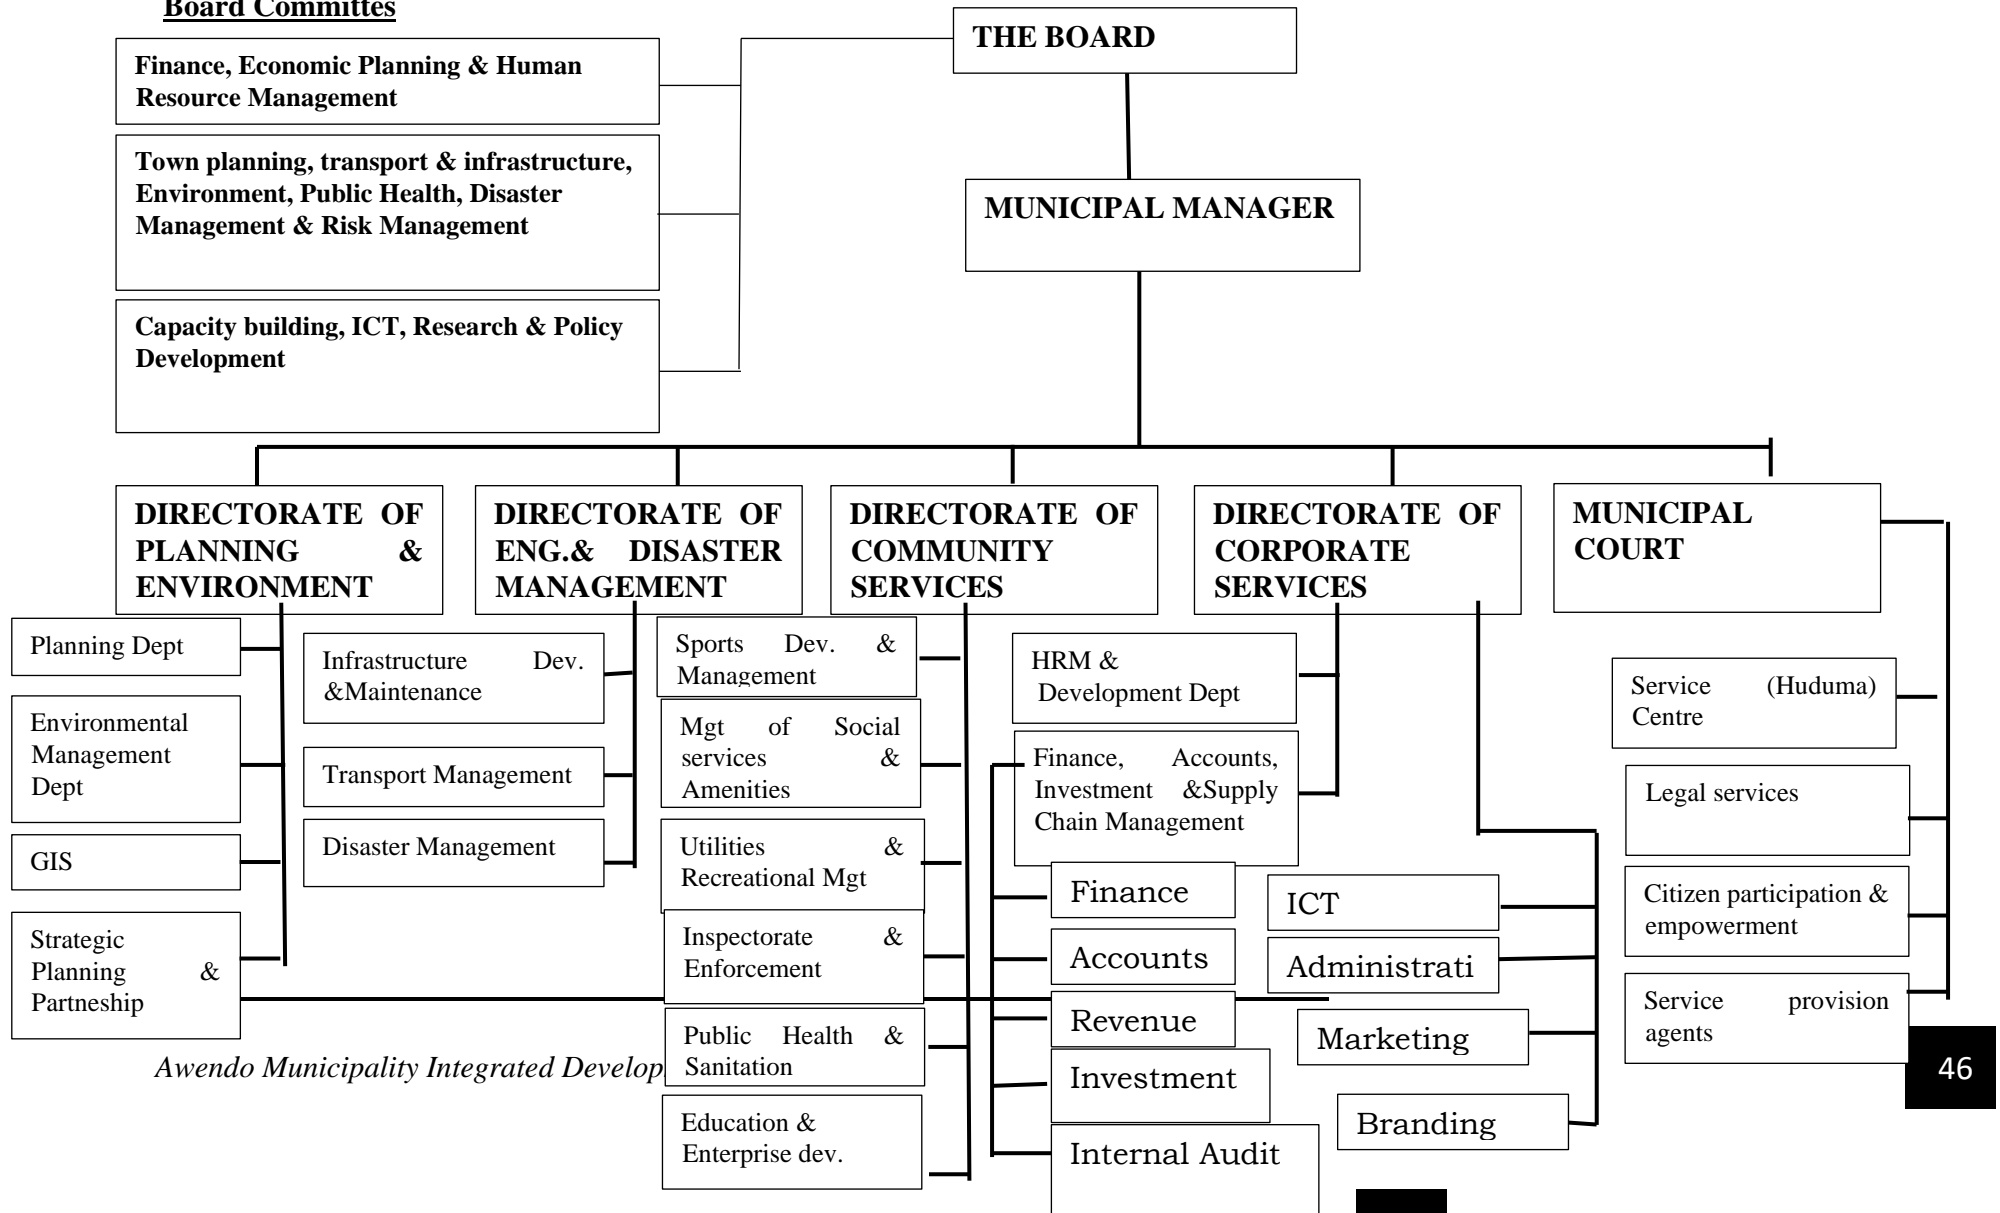 Board Committes
THE BOARD
Finance, Economic Planning & Human
Resource Management
Town planning, transport & infrastructure,
Environment, Public Health, Disaster
Management & Risk Management
MUNICIPAL MANAGER
Capacity building, ICT, Research & Policy
Development
DIRECTORATE OF
PLANNING &
ENVIRONMENT
DIRECTORATE OF
ENG.& DISASTER
MANAGEMENT
DIRECTORATE OF
COMMUNITY
SERVICES
DIRECTORATE OF
CORPORATE
SERVICES
MUNICIPAL
COURT
Planning Dept
Environmental
Management
Dept
GIS
Strategic
Planning &
Partneship
Infrastructure Dev.
&Maintenance
Transport Management
Disaster Management
Sports Dev. &
Management
Mgt of Social
services &
Amenities
Utilities &
Recreational Mgt
Inspectorate &
Enforcement
Public Health &
Sanitation
Education &
Enterprise dev.
HRM &
Development Dept
Finance, Accounts,
Investment &Supply
Chain Management
Finance
Accounts
Revenue
Investment
Internal Audit
ICT
Administrati
Marketing
Branding
Service (Huduma)
Centre
Legal services
Citizen participation &
empowerment
Service provision
agents
Awendo Municipality Integrated Develop
46